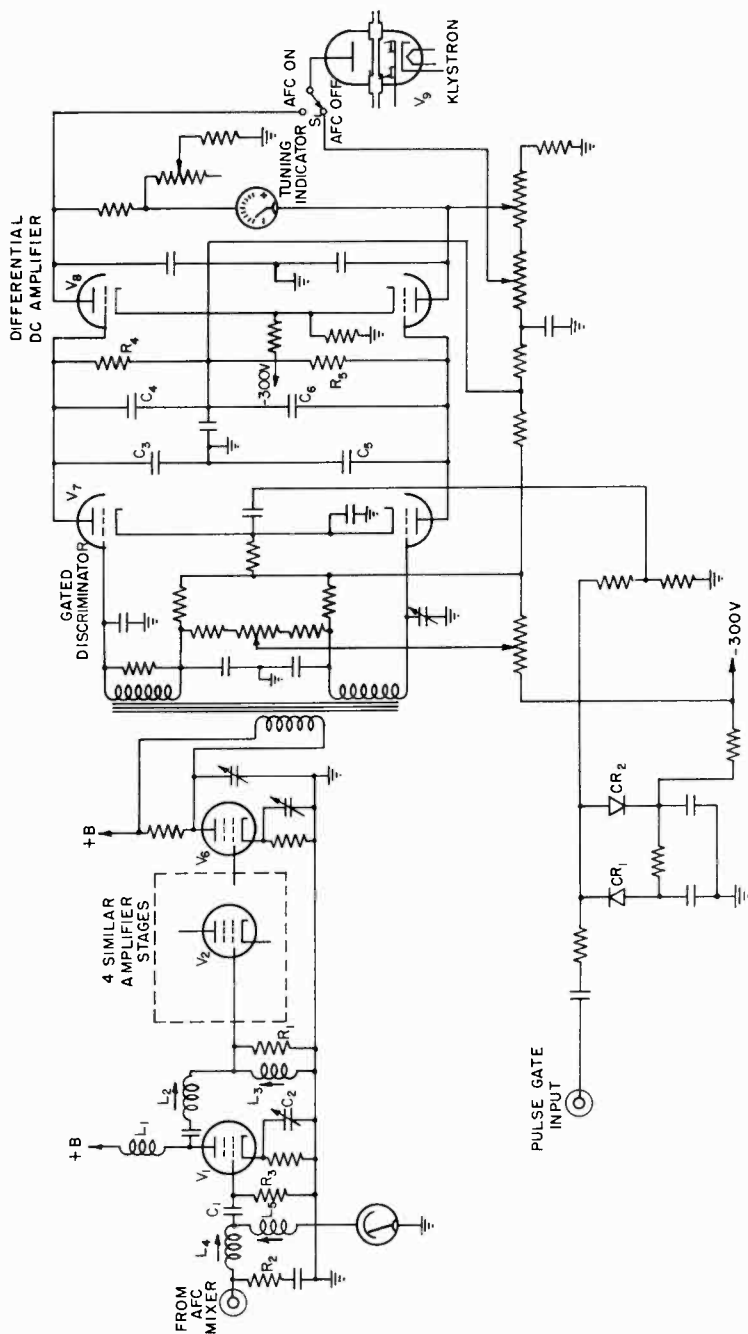 FROM
AFC
MIXER
L4
R2
L5
C1
R3
C2
V1
+B
L1
L2
L3
R1
4 SIMILAR
AMPLIFIER
STAGES
V2
V6
+B
GATED
DISCRIMINATOR
V7
C3
C4
C5
C6
R4
R5
-300V
DIFFERENTIAL
DC AMPLIFIER
V8
TUNING
INDICATOR
AFC ON
S1
AFC OFF
V9
KLYSTRON
PULSE GATE
INPUT
CR1
CR2
-300V